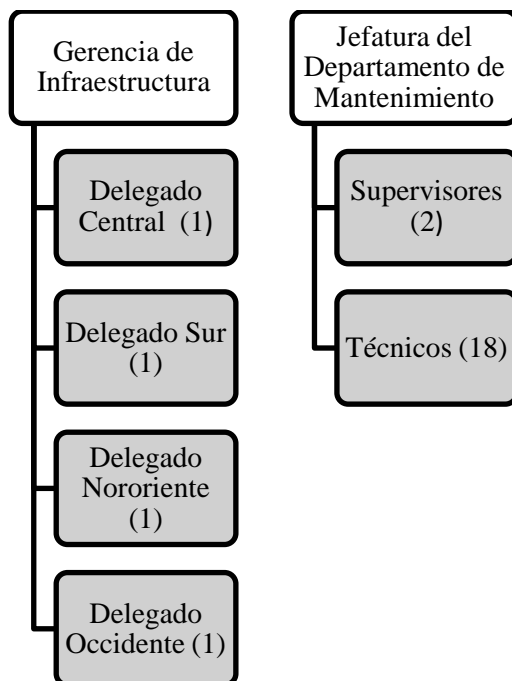 Gerencia de
Infraestructura
Delegado
Central (1)
Delegado Sur
(1)
Delegado
Nororiente
(1)
Delegado
Occidente (1)
Jefatura del
Departamento de
Mantenimiento
Supervisores
(2)
Técnicos (18)